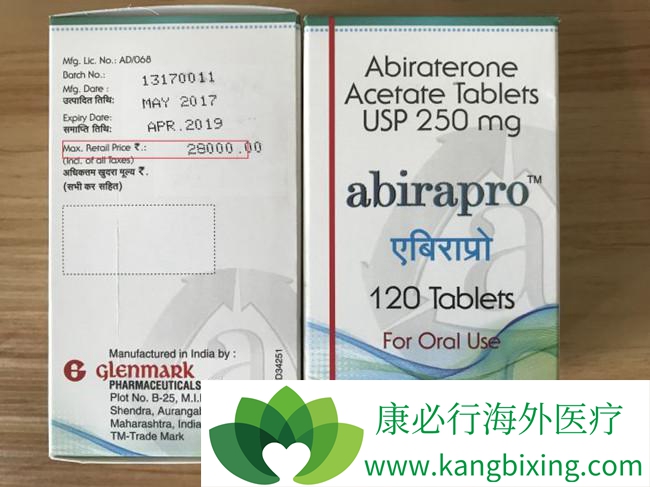 Mfg. Lic. No.: AD/068
Batch No.: 13170011
Mfg. Date : MAY 2017
उत्पादित तिथि:
Expiry Date: APR.2019
समाप्ति तिथि:
Max. Retail Price ₹.: 28000.00
(Incl. of all Taxes)
अधिकतम खुदरा मूल्य ₹.
(सभी कर सहित)
Manufactured in India by :
G glenmark
PHARMACEUTICALS
Plot No. B-25, M.I.
Shendra, Aurangab
Maharashtra, India
TM-Trade Mark
D34251
Abiraterone
Acetate Tablets
USP 250 mg
abirapro™
एबिराप्रो
120 Tablets
For Oral Use
康必行海外医疗
www.kangbixing.com